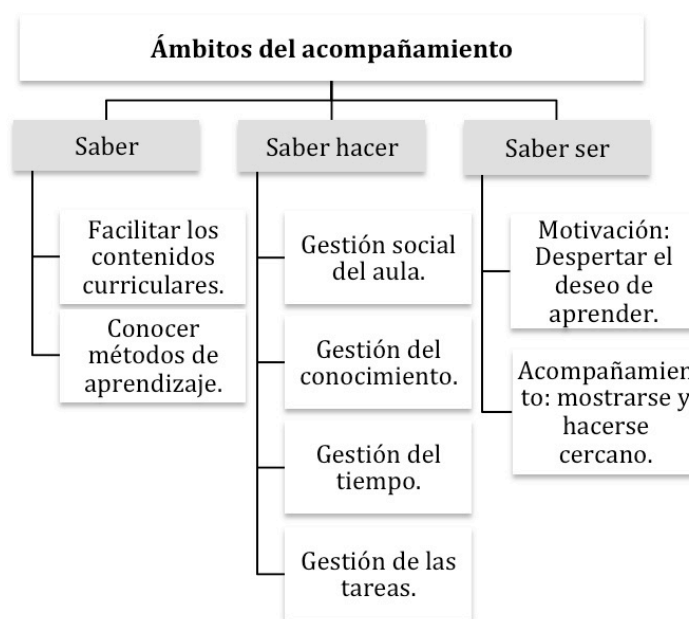 Ámbitos del acompañamiento
Saber
Facilitar los
contenidos
curriculares.
Conocer
métodos de
aprendizaje.
Saber hacer
Gestión social
del aula.
Gestión del
conocimiento.
Gestión del
tiempo.
Gestión de las
tareas.
Saber ser
Motivación:
Despertar el
deseo de
aprender.
Acompañamien
to: mostrarse y
hacerse
cercano.